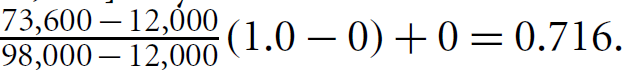 73,600 − 12,000
98,000 − 12,000 (1.0 − 0) + 0 = 0.716.